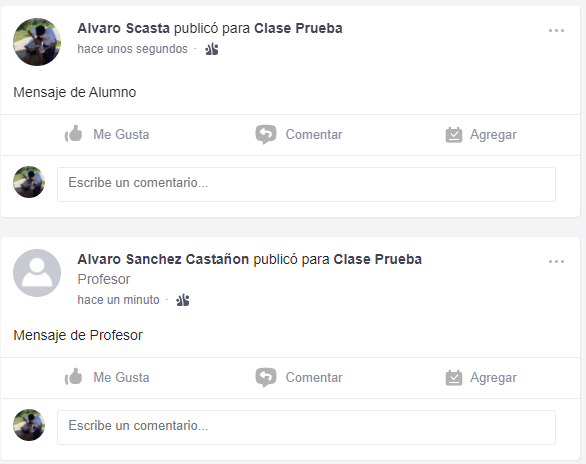 Alvaro Scasta publicó para Clase Prueba
hace unos segundos ·
Mensaje de Alumno
Me Gusta Comentar Agregar
Escribe un comentario...
Alvaro Sanchez Castañon publicó para Clase Prueba
Profesor
hace un minuto ·
Mensaje de Profesor
Me Gusta Comentar Agregar
Escribe un comentario...